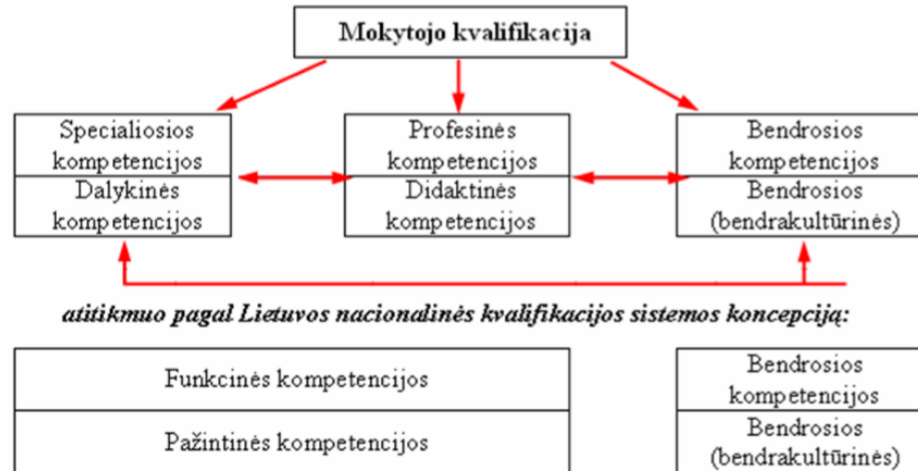 Mokytojo kvalifikacija
Specialiosios
kompetencijos
Dalykinės
kompetencijos
Profesinės
kompetencijos
Didaktinės
kompetencijos
Bendrosios
kompetencijos
Bendrosios
(bendrakultūrinės)
atitikmuo pagal Lietuvos nacionalinės kvalifikacijos sistemos koncepciją:
Funkcinės kompetencijos
Pažintinės kompetencijos
Bendrosios
kompetencijos
Bendrosios
(bendrakultūrinės)